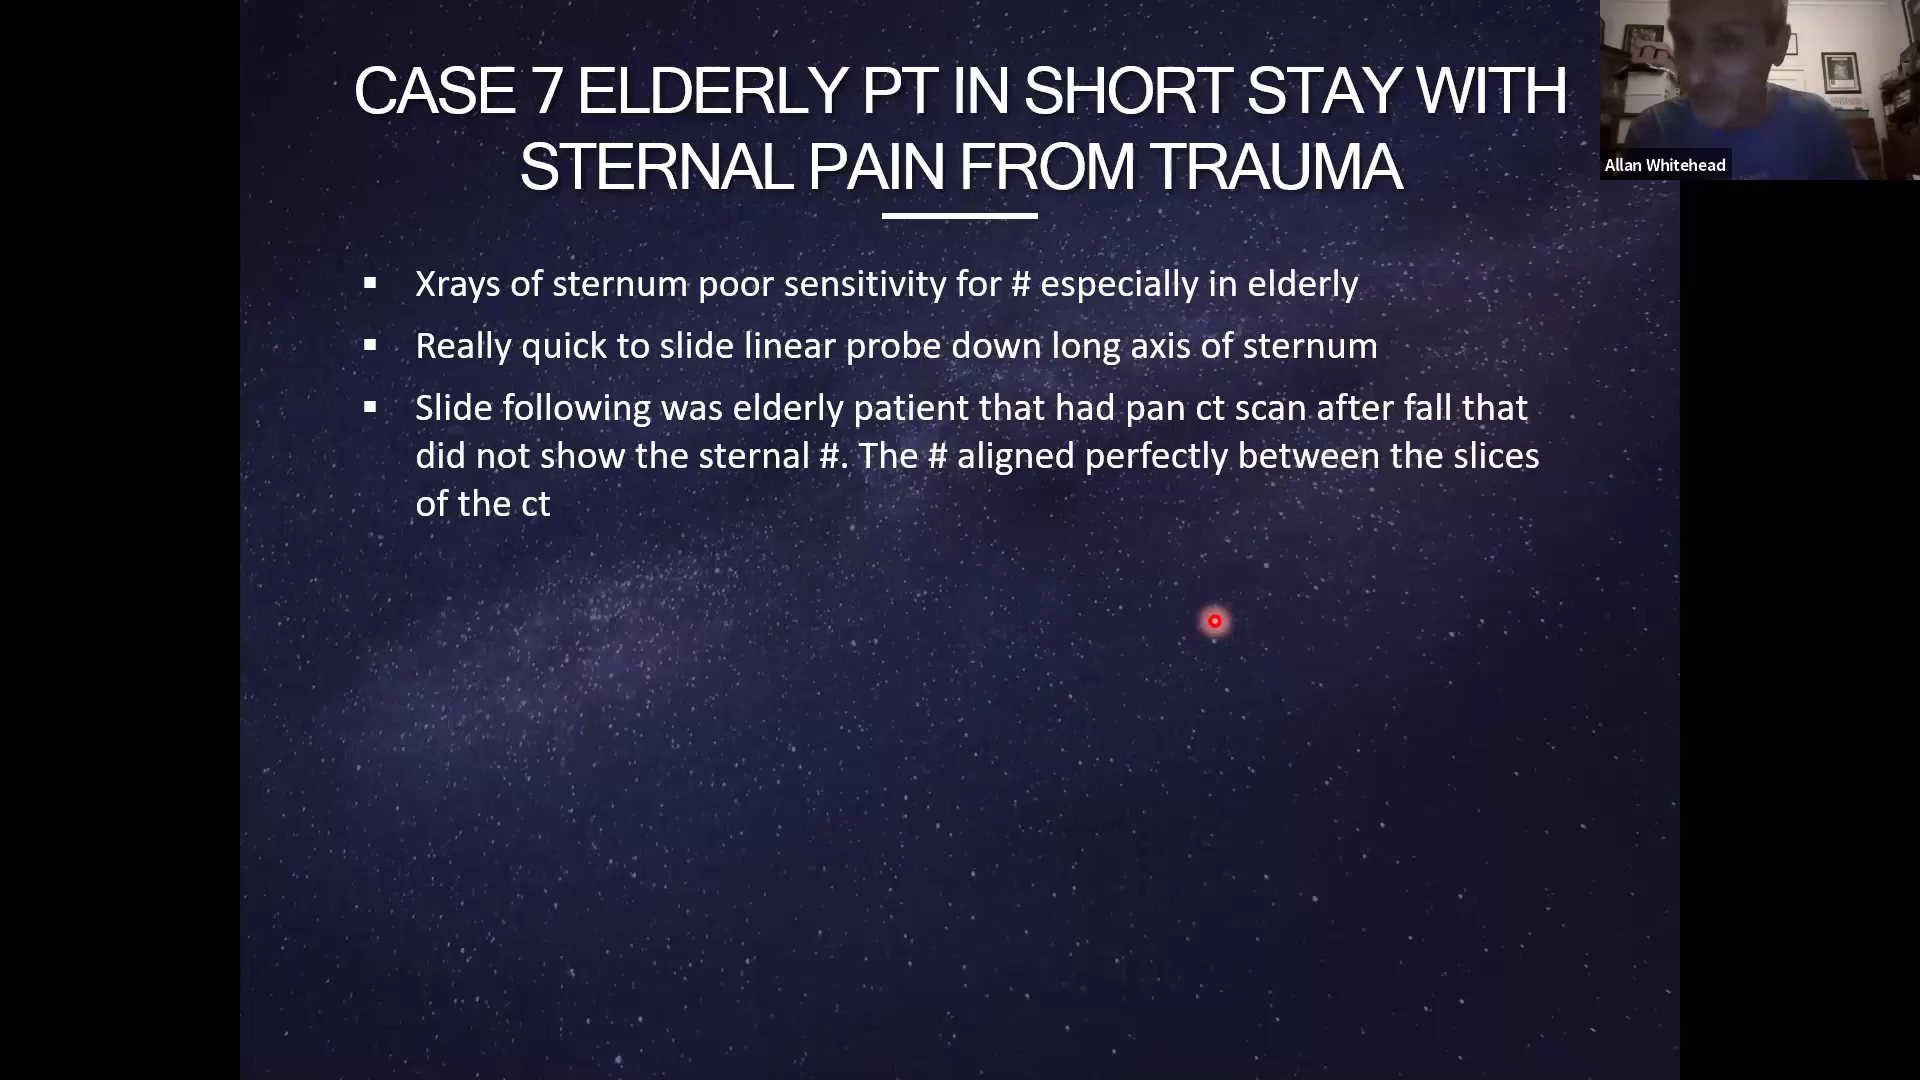 CASE 7 ELDERLY PT IN SHORT STAY WITH
STERNAL PAIN FROM TRAUMA
Allan Whitehead
▪ Xrays of sternum poor sensitivity for # especially in elderly
▪ Really quick to slide linear probe down long axis of sternum
▪ Slide following was elderly patient that had pan ct scan after fall that
did not show the sternal #. The # aligned perfectly between the slices
of the ct